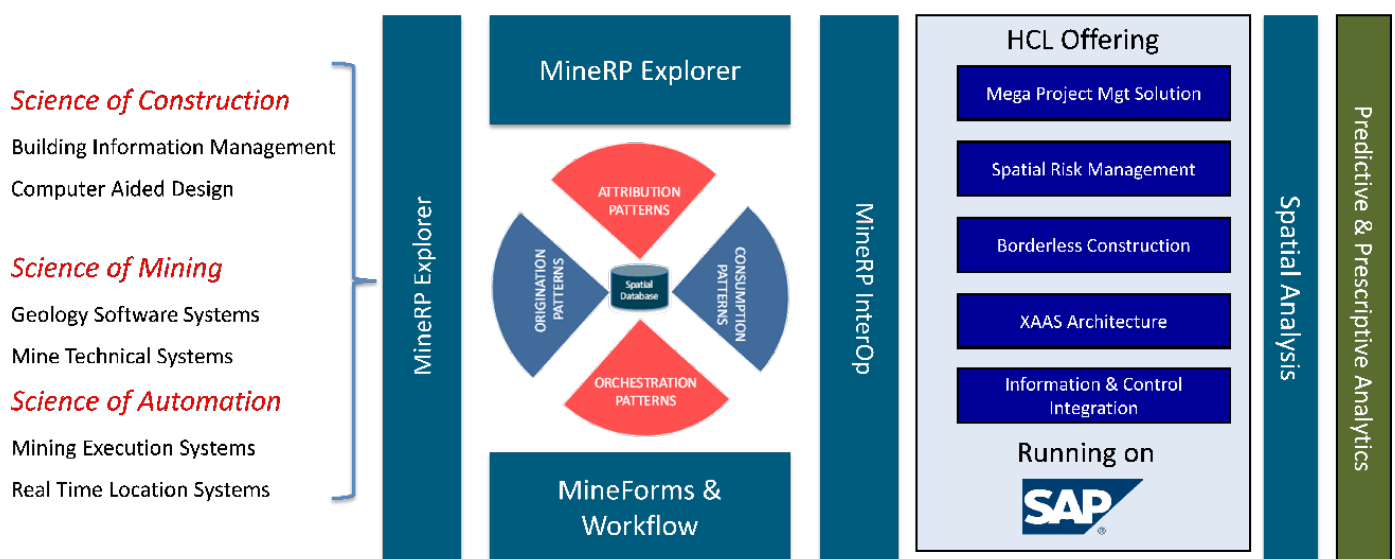 Science of Construction
Building Information Management
Computer Aided Design
Science of Mining
Geology Software Systems
Mine Technical Systems
Science of Automation
Mining Execution Systems
Real Time Location Systems
MineRP Explorer
MineRP Explorer
ATTRIBUTION
PATTERNS
ORIGINATION
PATTERNS
Spatial
Database
CONSUMPTION
PATTERNS
ORCHESTRATION
PATTERNS
MineForms &
Workflow
MineRP InterOp
HCL Offering
Mega Project Mgt Solution
Spatial Risk Management
Borderless Construction
XAAS Architecture
Information & Control
Integration
Running on
SAP®
Spatial Analysis
Predictive & Prescriptive Analytics